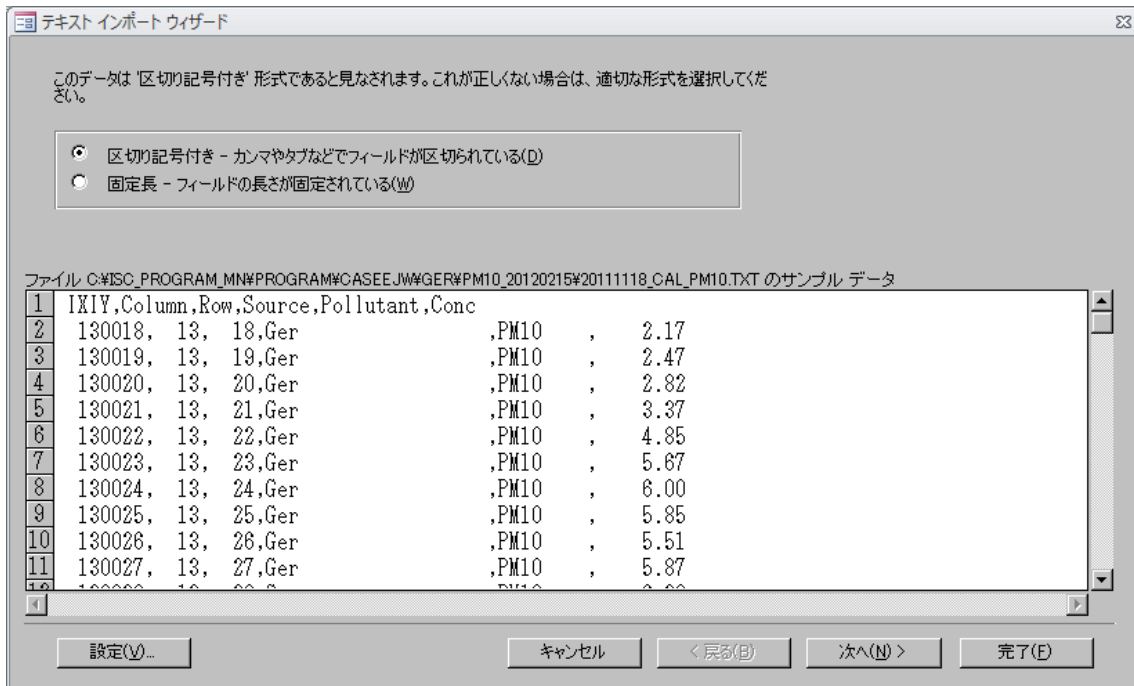 テキスト インポート ウィザード
このデータは '区切り記号付き' 形式であると見なされます。これが正しくない場合は、適切な形式を選択してくだ
さい。
区切り記号付き - カンマやタブなどでフィールドが区切られている(D)
固定長 - フィールドの長さが固定されている(W)
ファイル C:¥ISC_PROGRAM_MN¥PROGRAM¥CASEEJW¥GER¥PM10_20120215¥20111118_CAL_PM10.TXT のサンプル データ
1 IXIY,Column,Row,Source,Pollutant,Conc
2 130018, 13, 18,Ger ,PM10 , 2.17
3 130019, 13, 19,Ger ,PM10 , 2.47
4 130020, 13, 20,Ger ,PM10 , 2.82
5 130021, 13, 21,Ger ,PM10 , 3.37
6 130022, 13, 22,Ger ,PM10 , 4.85
7 130023, 13, 23,Ger ,PM10 , 5.67
8 130024, 13, 24,Ger ,PM10 , 6.00
9 130025, 13, 25,Ger ,PM10 , 5.85
10 130026, 13, 26,Ger ,PM10 , 5.51
11 130027, 13, 27,Ger ,PM10 , 5.87
設定(V)... キャンセル < 戻る(B) 次へ(N) > 完了(F)